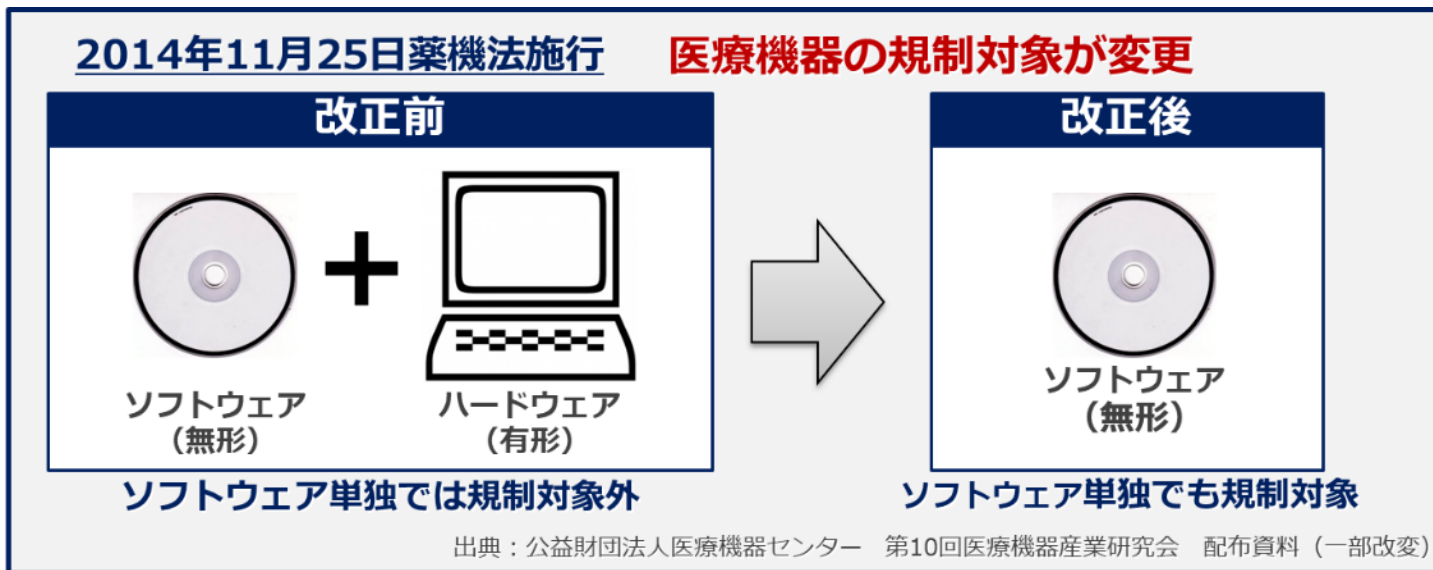 2014年11月25日薬機法施行 医療機器の規制対象が変更
改正前
ソフトウェア
（無形）
ハードウェア
（有形）
ソフトウェア単独では規制対象外
改正後
ソフトウェア
（無形）
ソフトウェア単独でも規制対象
出典：公益財団法人医療機器センター 第10回医療機器産業研究会 配布資料（一部改変）